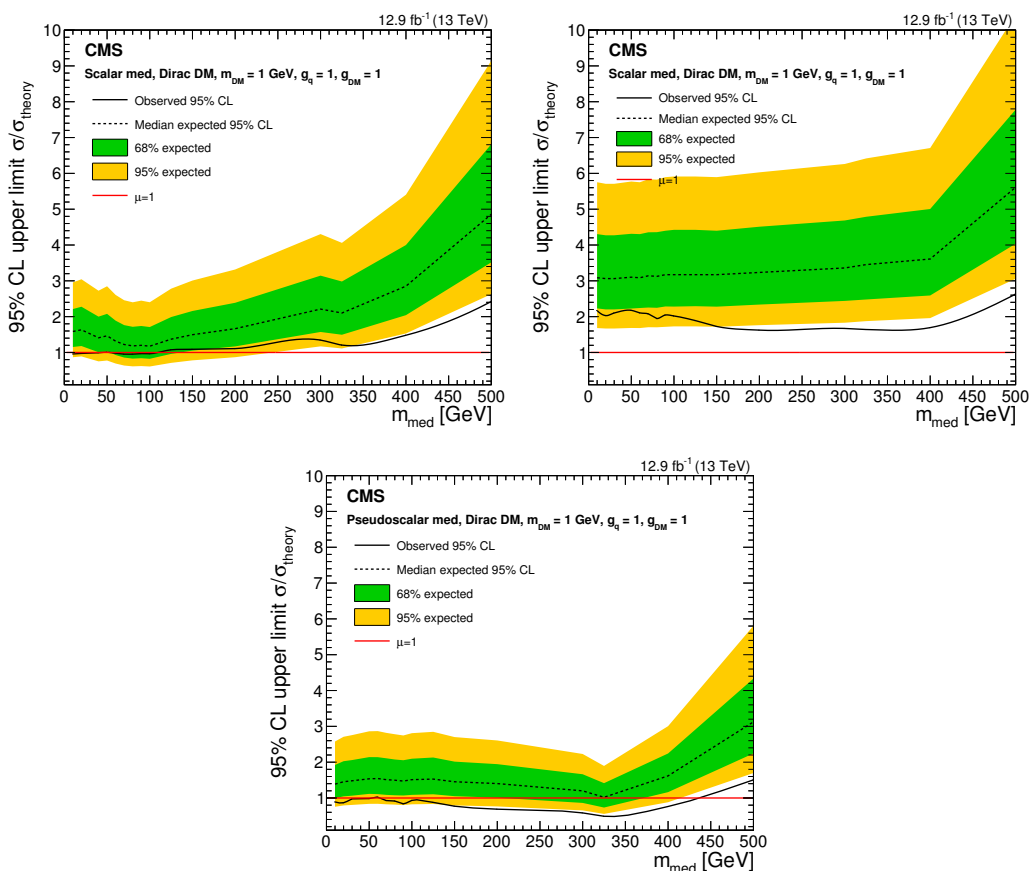 12.9 fb⁻¹ (13 TeV)
CMS
Scalar med, Dirac DM, m_DM = 1 GeV, g_q = 1, g_DM = 1
Observed 95% CL
Median expected 95% CL
68% expected
95% expected
μ=1
95% CL upper limit σ/σ_theory
10
9
8
7
6
5
4
3
2
1
0 50 100 150 200 250 300 350 400 450 500
m_med [GeV]
12.9 fb⁻¹ (13 TeV)
CMS
Scalar med, Dirac DM, m_DM = 1 GeV, g_q = 1, g_DM = 1
Observed 95% CL
Median expected 95% CL
68% expected
95% expected
μ=1
95% CL upper limit σ/σ_theory
10
9
8
7
6
5
4
3
2
1
0 50 100 150 200 250 300 350 400 450 500
m_med [GeV]
12.9 fb⁻¹ (13 TeV)
CMS
Pseudoscalar med, Dirac DM, m_DM = 1 GeV, g_q = 1, g_DM = 1
Observed 95% CL
Median expected 95% CL
68% expected
95% expected
μ=1
95% CL upper limit σ/σ_theory
10
9
8
7
6
5
4
3
2
1
0 50 100 150 200 250 300 350 400 450 500
m_med [GeV]